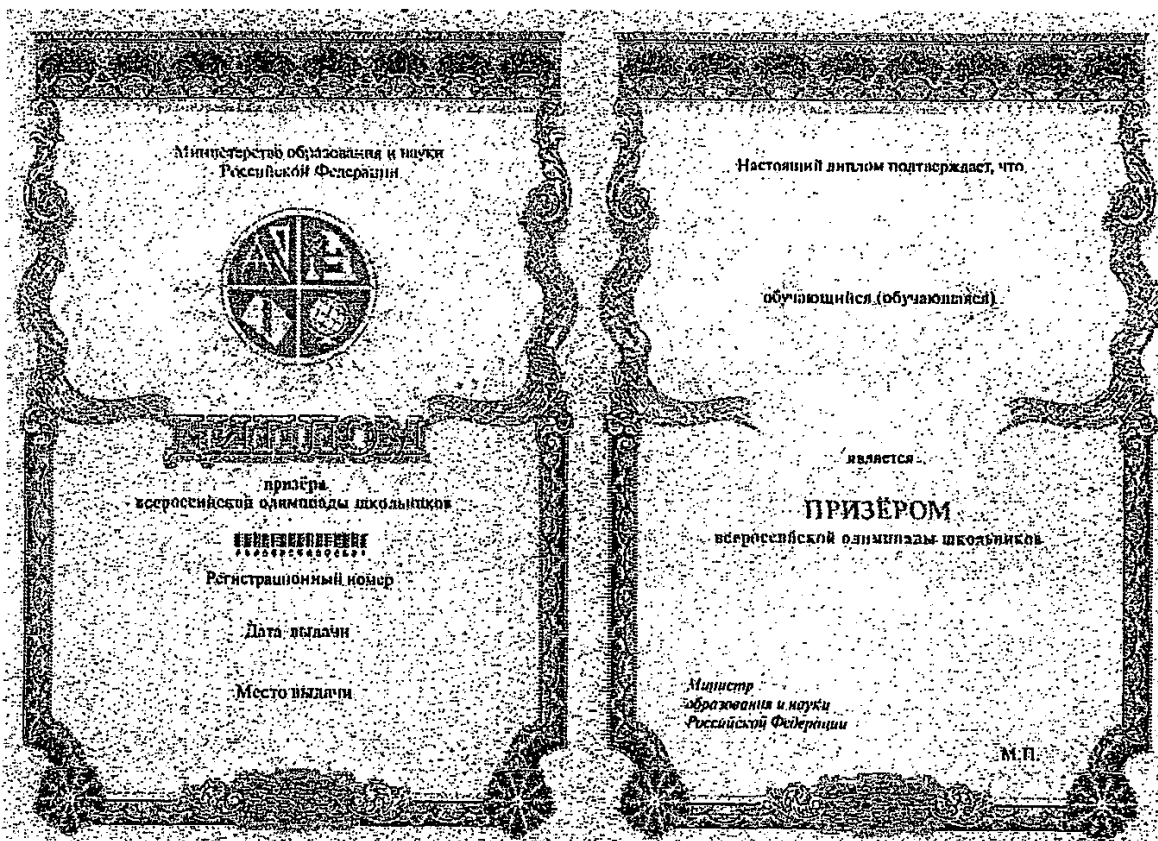 Министерство образования и науки
Российской Федерации
ДИПЛОМ
призёра
всероссийской олимпиады школьников
Регистрационный номер
Дата выдачи
Место выдачи
Настоящий диплом подтверждает, что
обучающийся (обучающаяся)
является
ПРИЗЁРОМ
всероссийской олимпиады школьников
Министр
образования и науки
Российской Федерации
М.П.